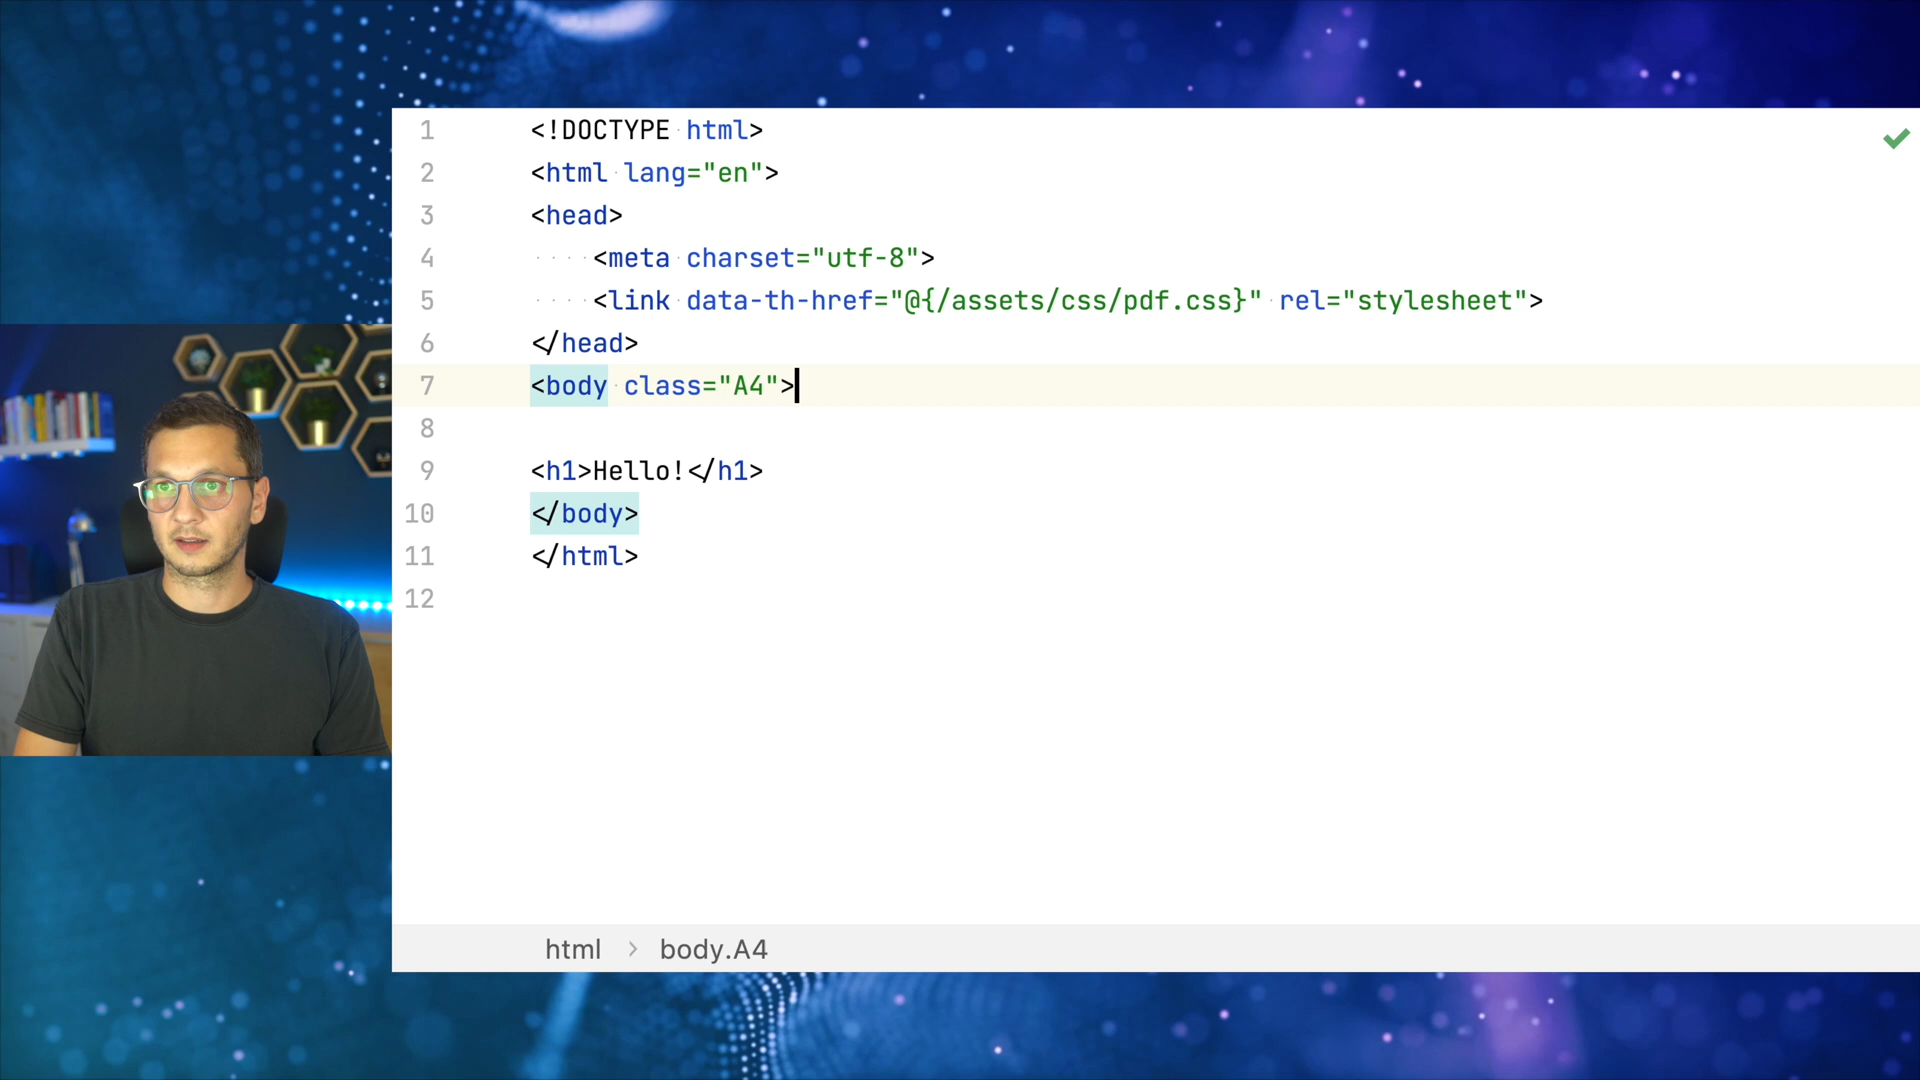 1 <!DOCTYPE html>
2 <html lang="en">
3 <head>
4 <meta charset="utf-8">
5 <link data-th-href="@{/assets/css/pdf.css}" rel="stylesheet">
6 </head>
7 <body class="A4">
8
9 <h1>Hello!</h1>
10 </body>
11 </html>
12
html > body.A4